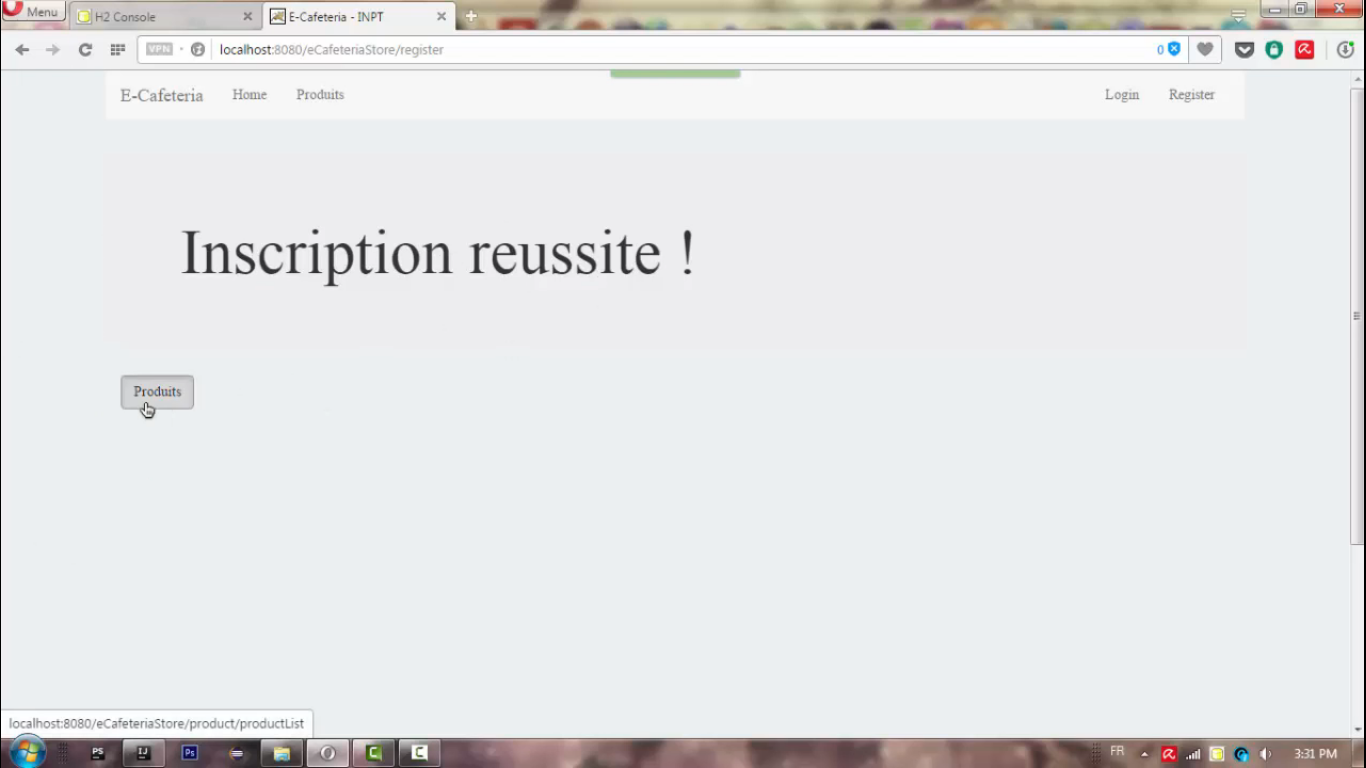 Menu
H2 Console
E-Cafeteria - INPT
VPN
localhost:8080/eCafeteriaStore/register
0
E-Cafeteria
Home
Produits
Login
Register
Inscription reussite !
Produits
localhost:8080/eCafeteriaStore/product/productList
PS
IJ
Ps
C
C
FR
3:31 PM